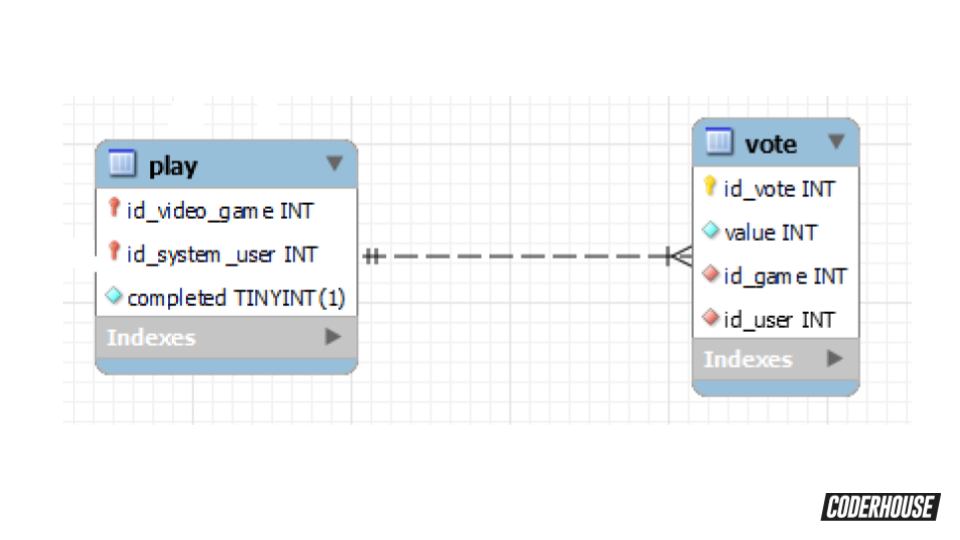 play
id_video_game INT
id_system_user INT
completed TINYINT(1)
Indexes
vote
id_vote INT
value INT
id_game INT
id_user INT
Indexes
CODERHOUSE